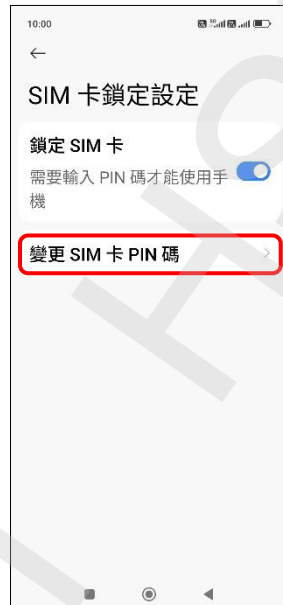 10:00
SIM 卡鎖定設定
鎖定 SIM 卡
需要輸入 PIN 碼才能使用手
機
變更 SIM 卡 PIN 碼